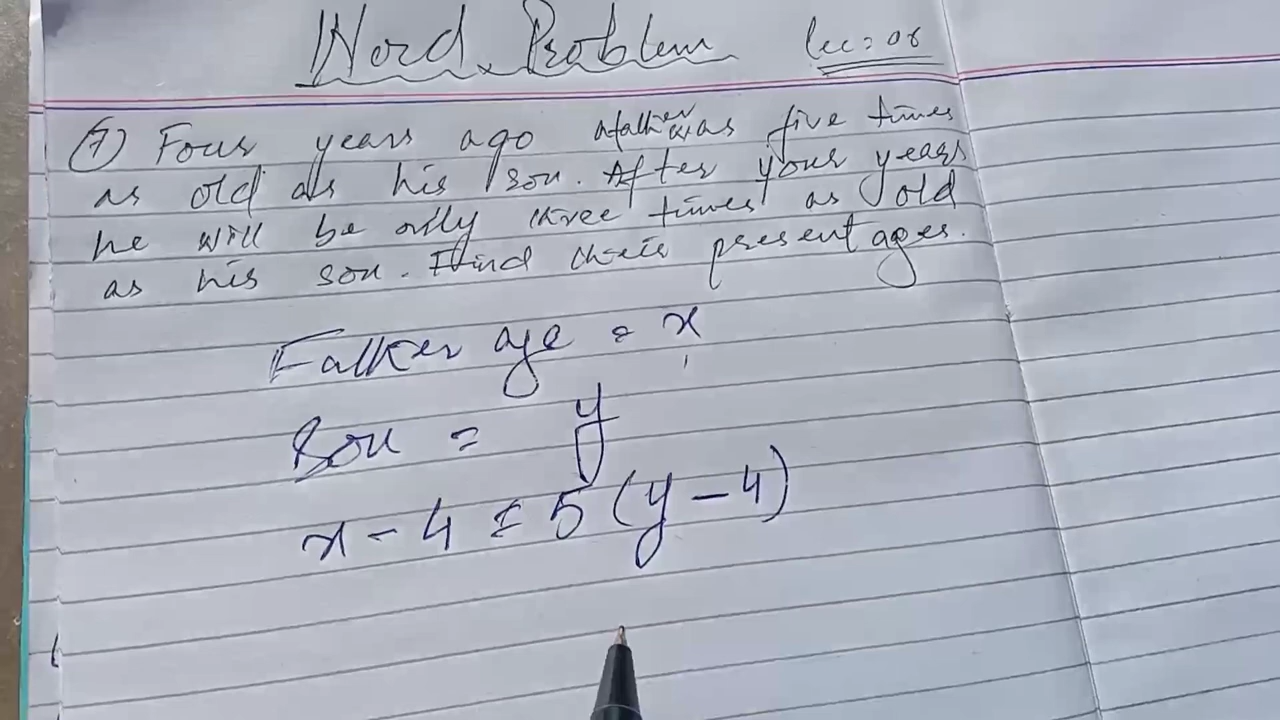 Word Problem lec=08
7) Four years ago father was five times
as old as his son. After your years
he will be only three times as old
as his son. Find their present ages.
Father age = x
Son = y
x - 4 = 5 (y - 4)